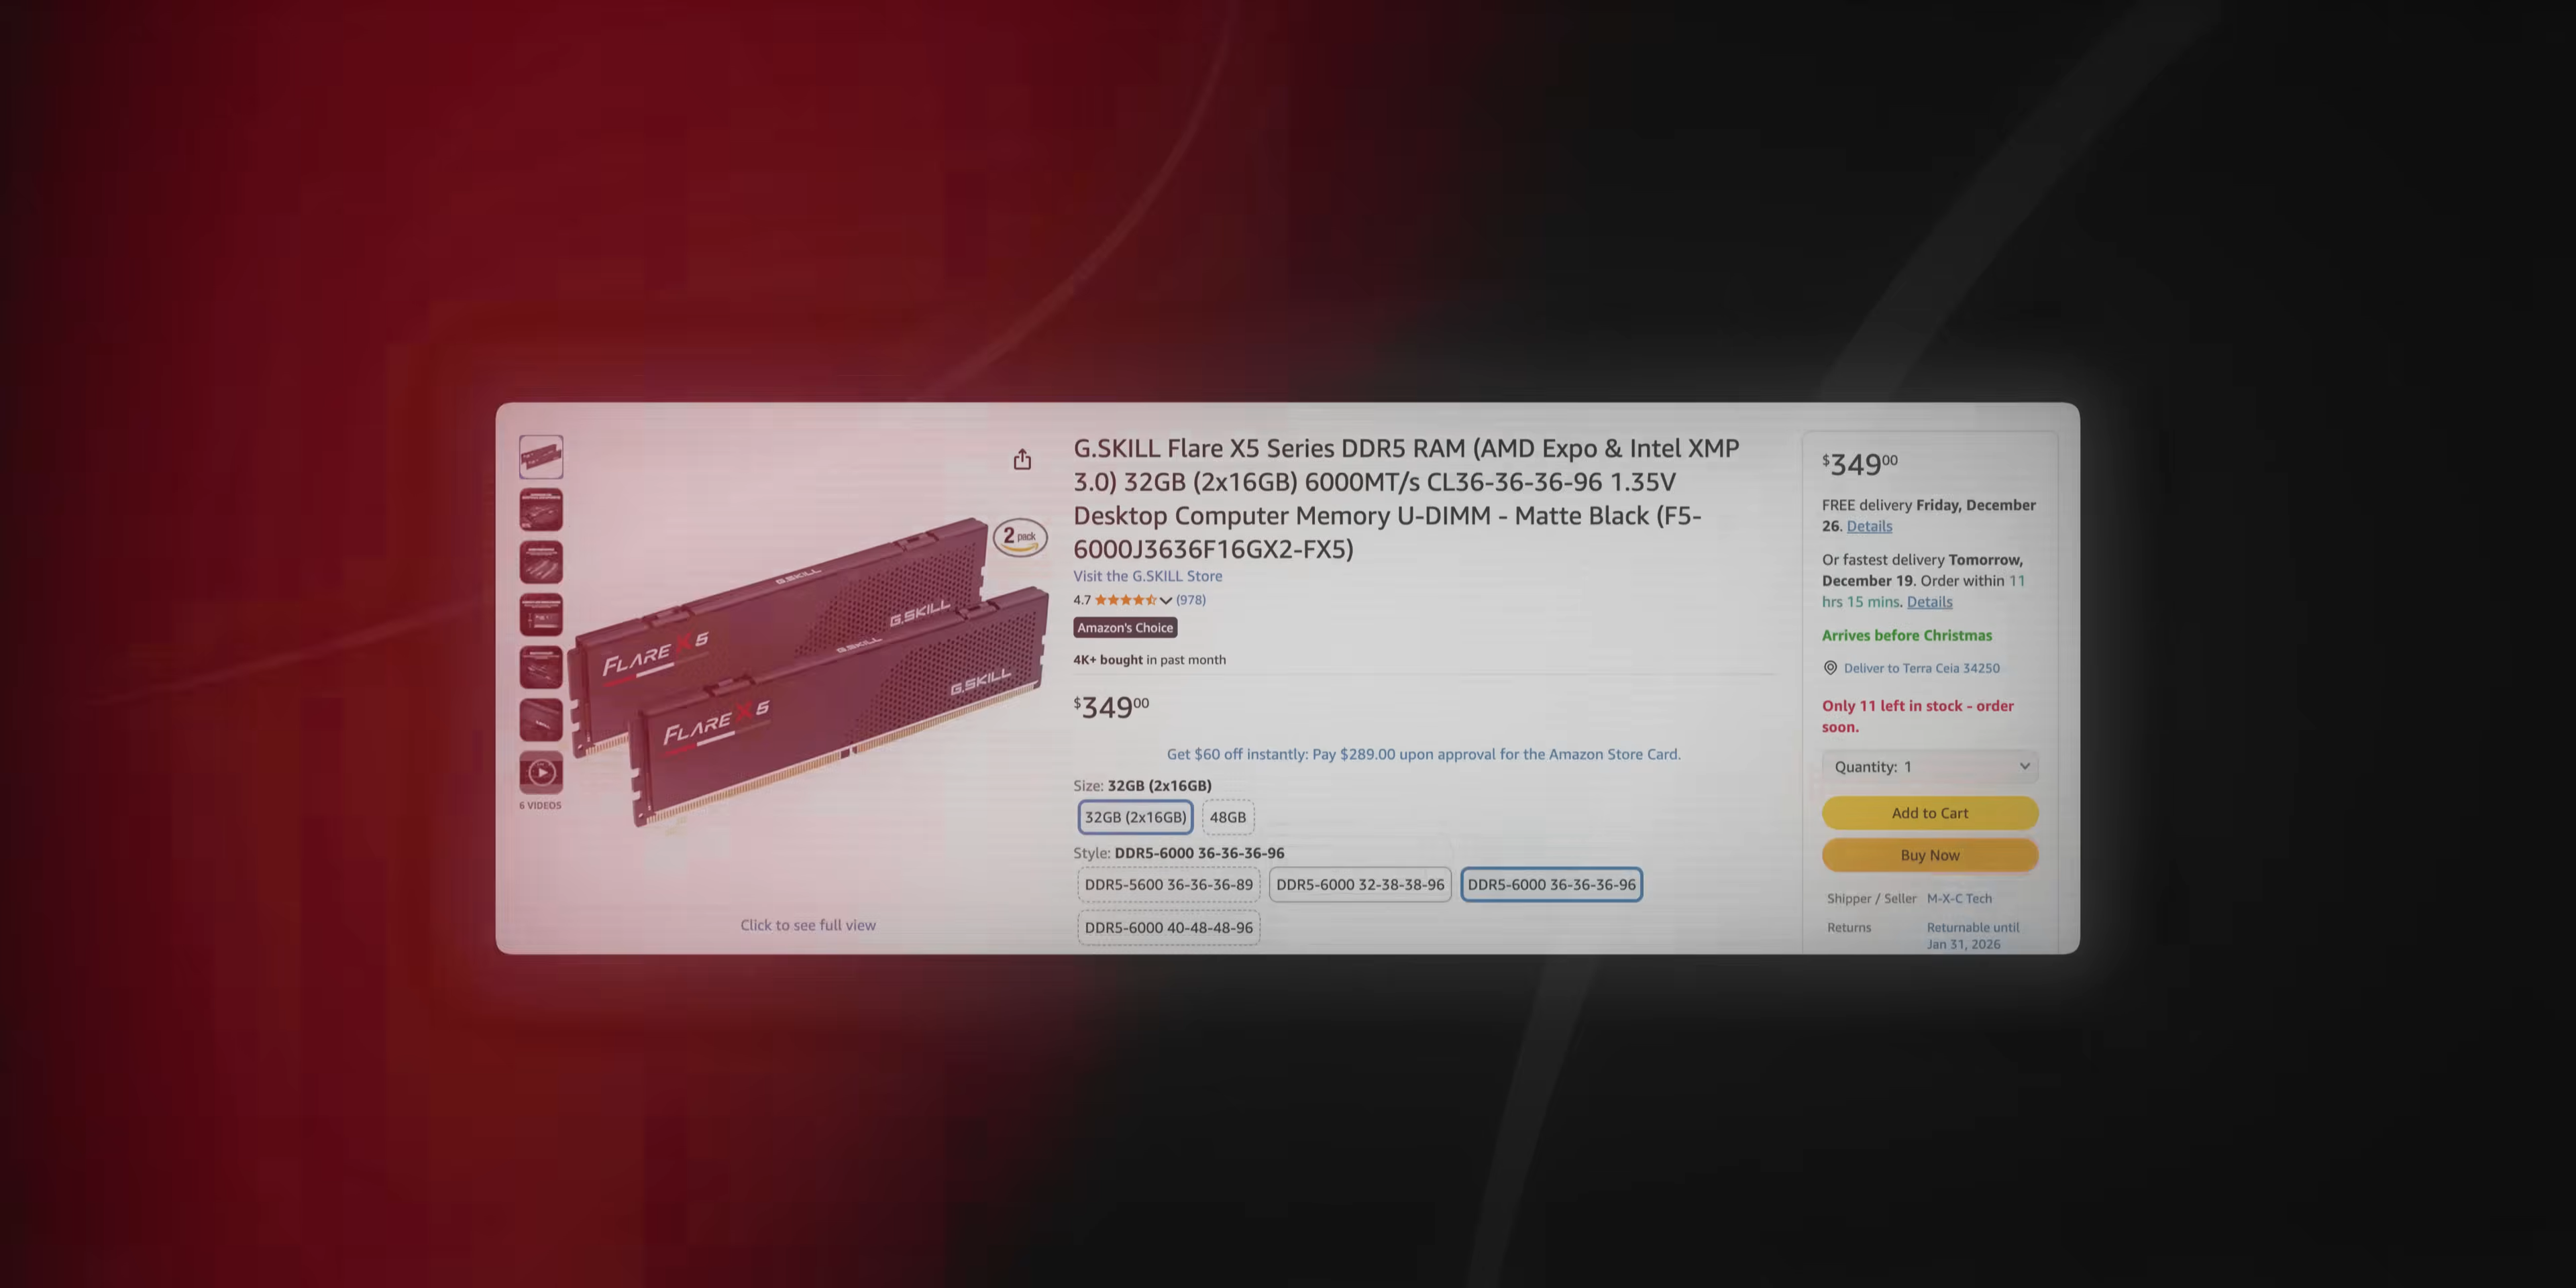 G.SKILL Flare X5 Series DDR5 RAM (AMD Expo & Intel XMP
3.0) 32GB (2x16GB) 6000MT/s CL36-36-36-96 1.35V
Desktop Computer Memory U-DIMM - Matte Black (F5-
6000J3636F16GX2-FX5)
Visit the G.SKILL Store
4.7 (978)
Amazon's Choice
4K+ bought in past month
$349.00
Get $60 off instantly: Pay $289.00 upon approval for the Amazon Store Card.
Size: 32GB (2x16GB)
32GB (2x16GB) 48GB
Style: DDR5-6000 36-36-36-96
DDR5-5600 36-36-36-89 DDR5-6000 32-38-38-96 DDR5-6000 36-36-36-96
DDR5-6000 40-48-48-96
2 pack
G.SKILL
G.SKILL
FLARE X5
G.SKILL
G.SKILL
FLARE X5
6 VIDEOS
Click to see full view
$349.00
FREE delivery Friday, December
26. Details
Or fastest delivery Tomorrow,
December 19. Order within 11
hrs 15 mins. Details
Arrives before Christmas
Deliver to Terra Ceia 34250
Only 11 left in stock - order
soon.
Quantity: 1
Add to Cart
Buy Now
Shipper / Seller M-X-C Tech
Returns Returnable until
Jan 31, 2026